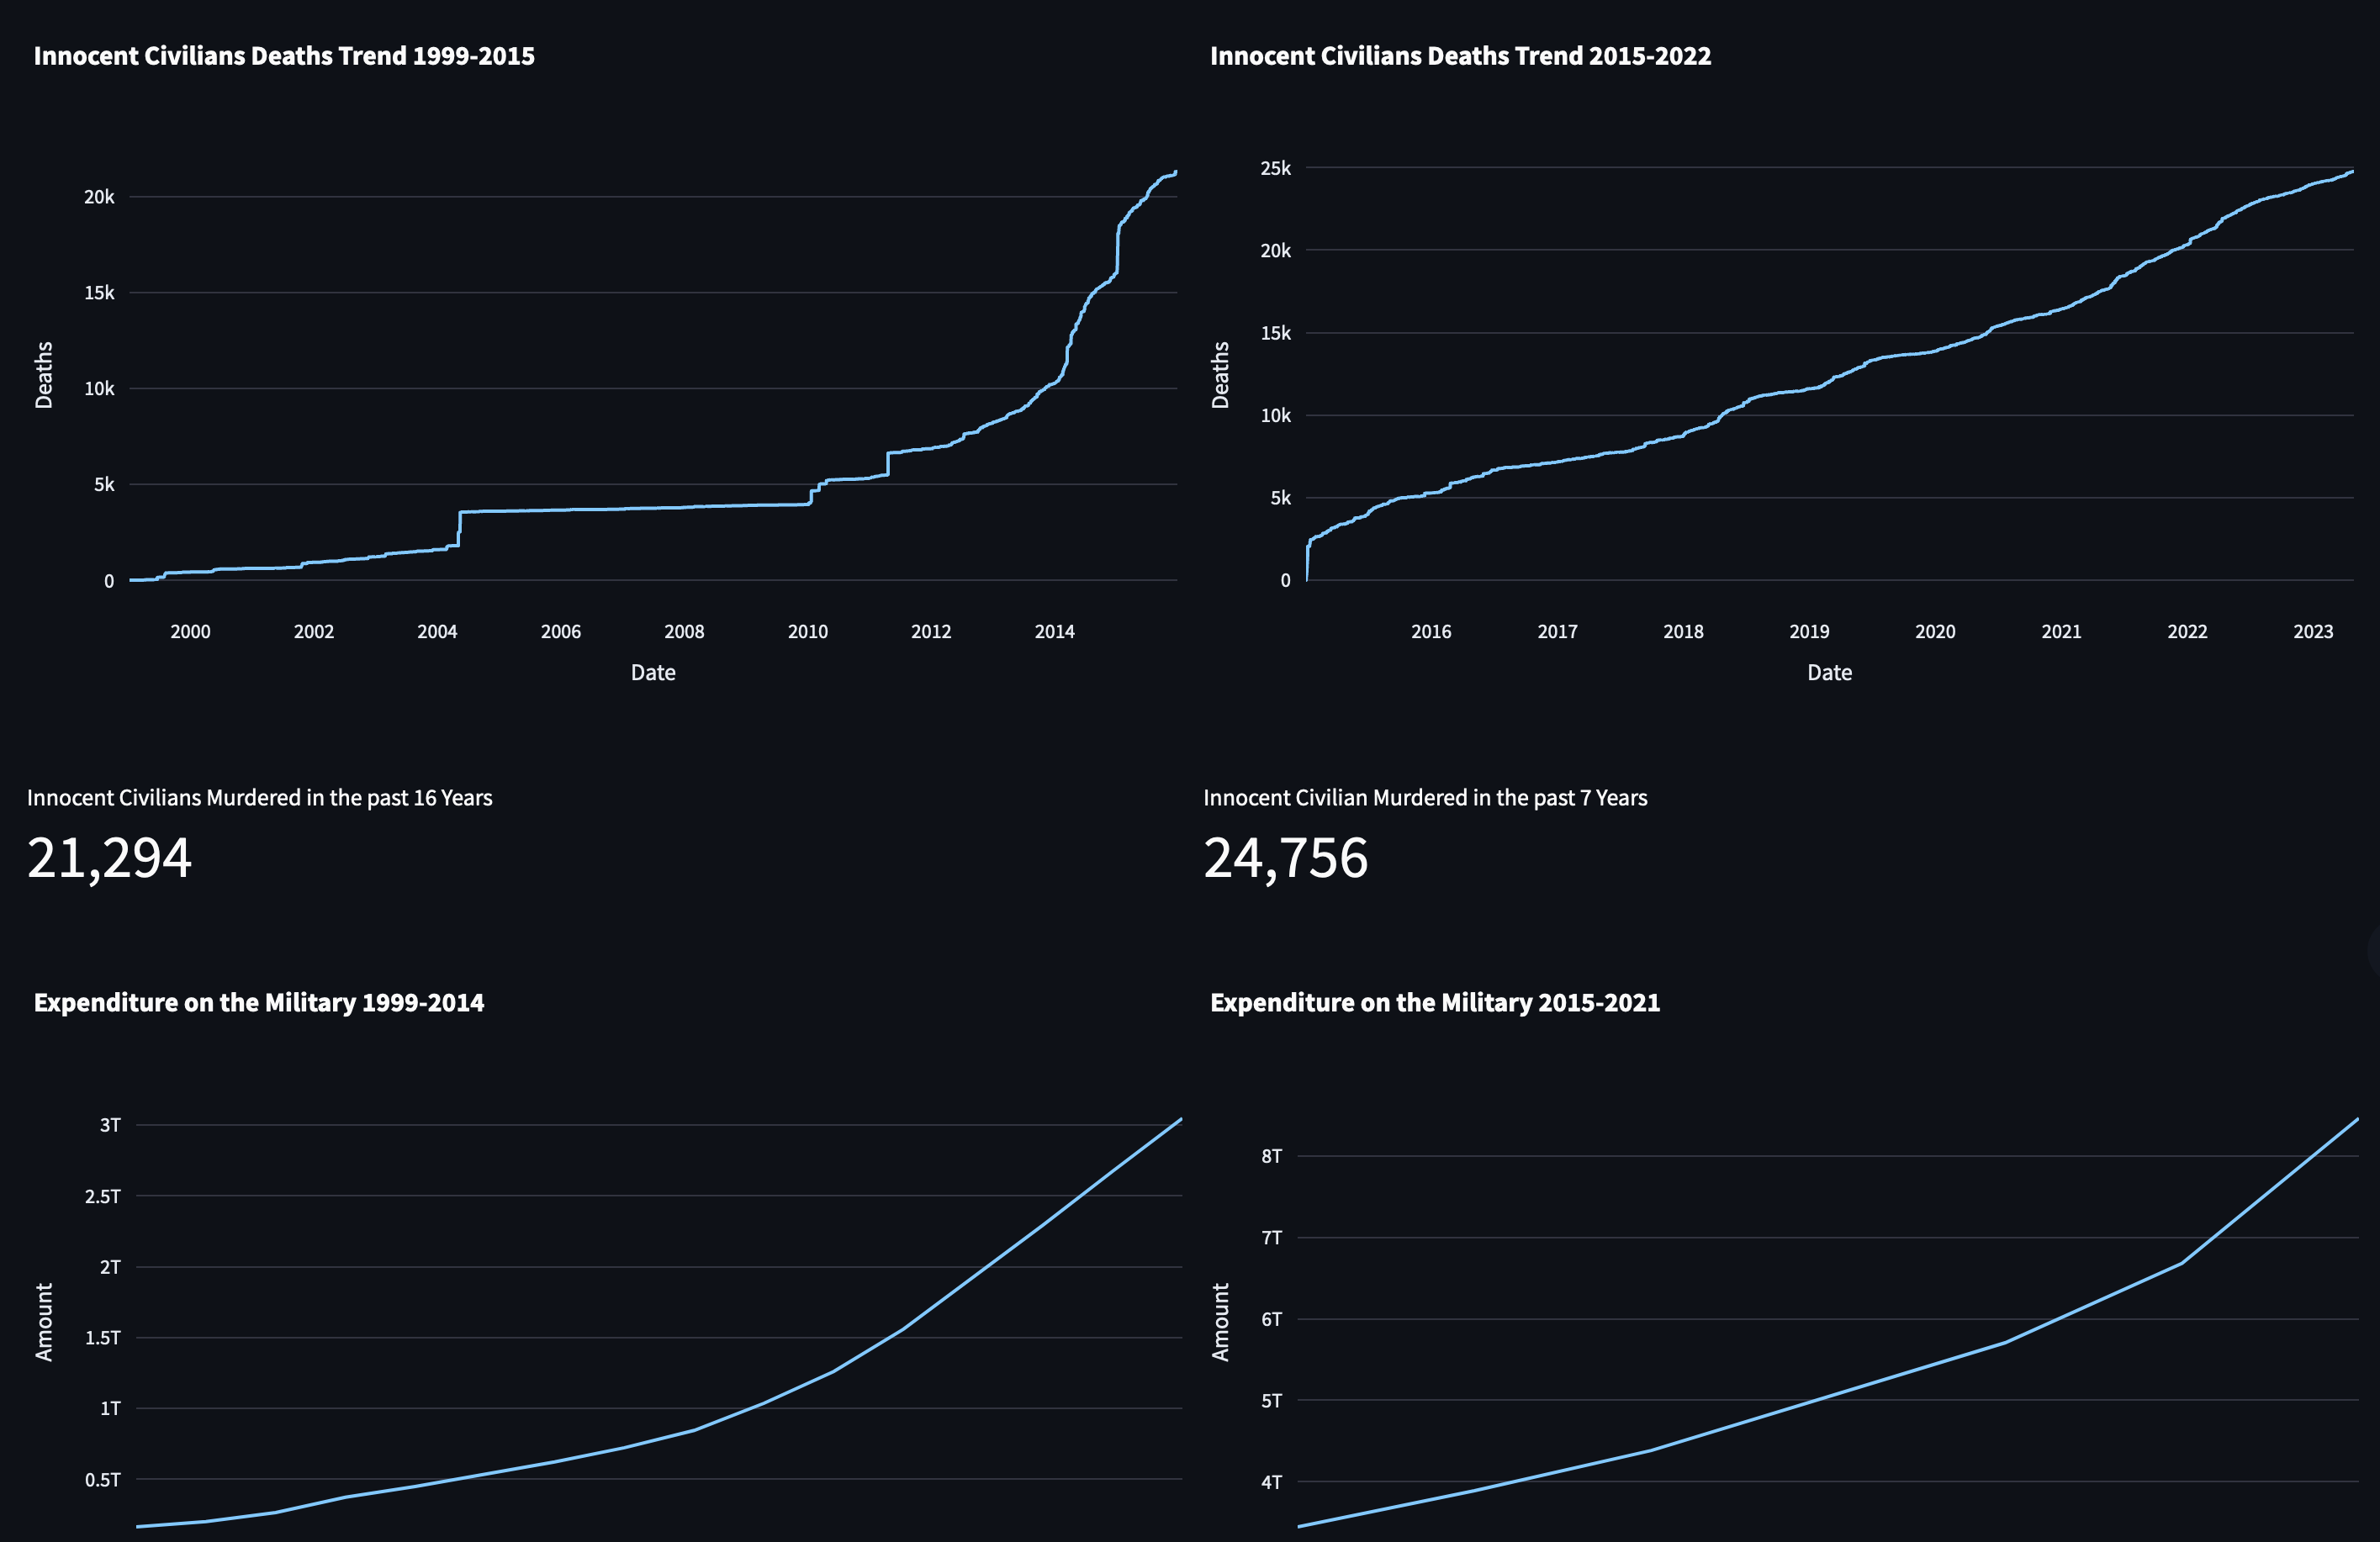 Innocent Civilians Deaths Trend 1999-2015
20k
15k
10k
5k
0
Deaths
2000 2002 2004 2006 2008 2010 2012 2014
Date
Innocent Civilians Deaths Trend 2015-2022
25k
20k
15k
10k
5k
0
Deaths
2016 2017 2018 2019 2020 2021 2022 2023
Date
Innocent Civilians Murdered in the past 16 Years
21,294
Innocent Civilian Murdered in the past 7 Years
24,756
Expenditure on the Military 1999-2014
3T
2.5T
2T
1.5T
1T
0.5T
Amount
Expenditure on the Military 2015-2021
8T
7T
6T
5T
4T
Amount